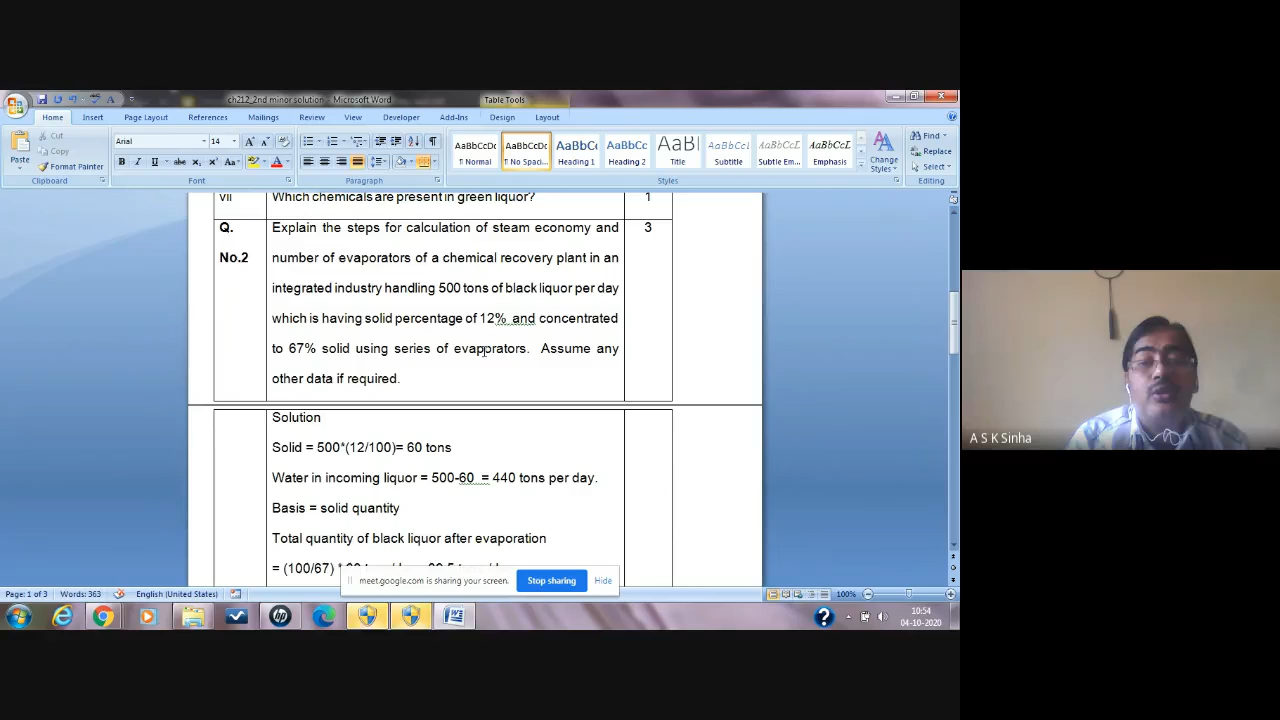 ch212_2nd minor solution - Microsoft Word
Table Tools
Home Insert Page Layout References Mailings Review View Developer Add-Ins Design Layout
Paste
Cut
Copy
Format Painter
Clipboard
Arial 14
Font
Paragraph
AaBbCcDc AaBbCcDc AaBbC AaBbCc AaBl AaBbCc. AaBbCcDc AaBbCcDc
¶ Normal ¶ No Spaci... Heading 1 Heading 2 Title Subtitle Subtle Em... Emphasis
Change Styles
Styles
Find
Replace
Select
Editing
vii Which chemicals are present in green liquor? 1
Q. Explain the steps for calculation of steam economy and 3
No.2 number of evaporators of a chemical recovery plant in an
integrated industry handling 500 tons of black liquor per day
which is having solid percentage of 12% and concentrated
to 67% solid using series of evapprators. Assume any
other data if required.
Solution
Solid = 500*(12/100)= 60 tons
Water in incoming liquor = 500-60 = 440 tons per day.
Basis = solid quantity
Total quantity of black liquor after evaporation
= (100/67) *
meet.google.com is sharing your screen. Stop sharing Hide
Page: 1 of 3 Words: 363 English (United States) 100%
10:54
04-10-2020
A S K Sinha